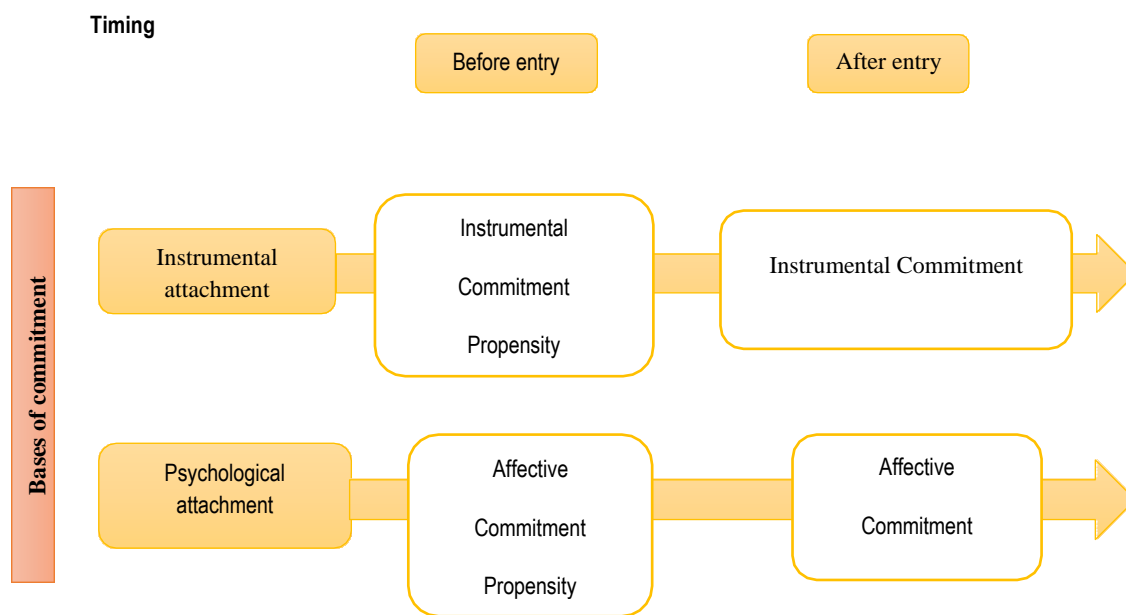 Timing
Before entry
After entry
Bases of commitment
Instrumental
attachment
Instrumental
Commitment
Propensity
Instrumental Commitment
Psychological
attachment
Affective
Commitment
Propensity
Affective
Commitment